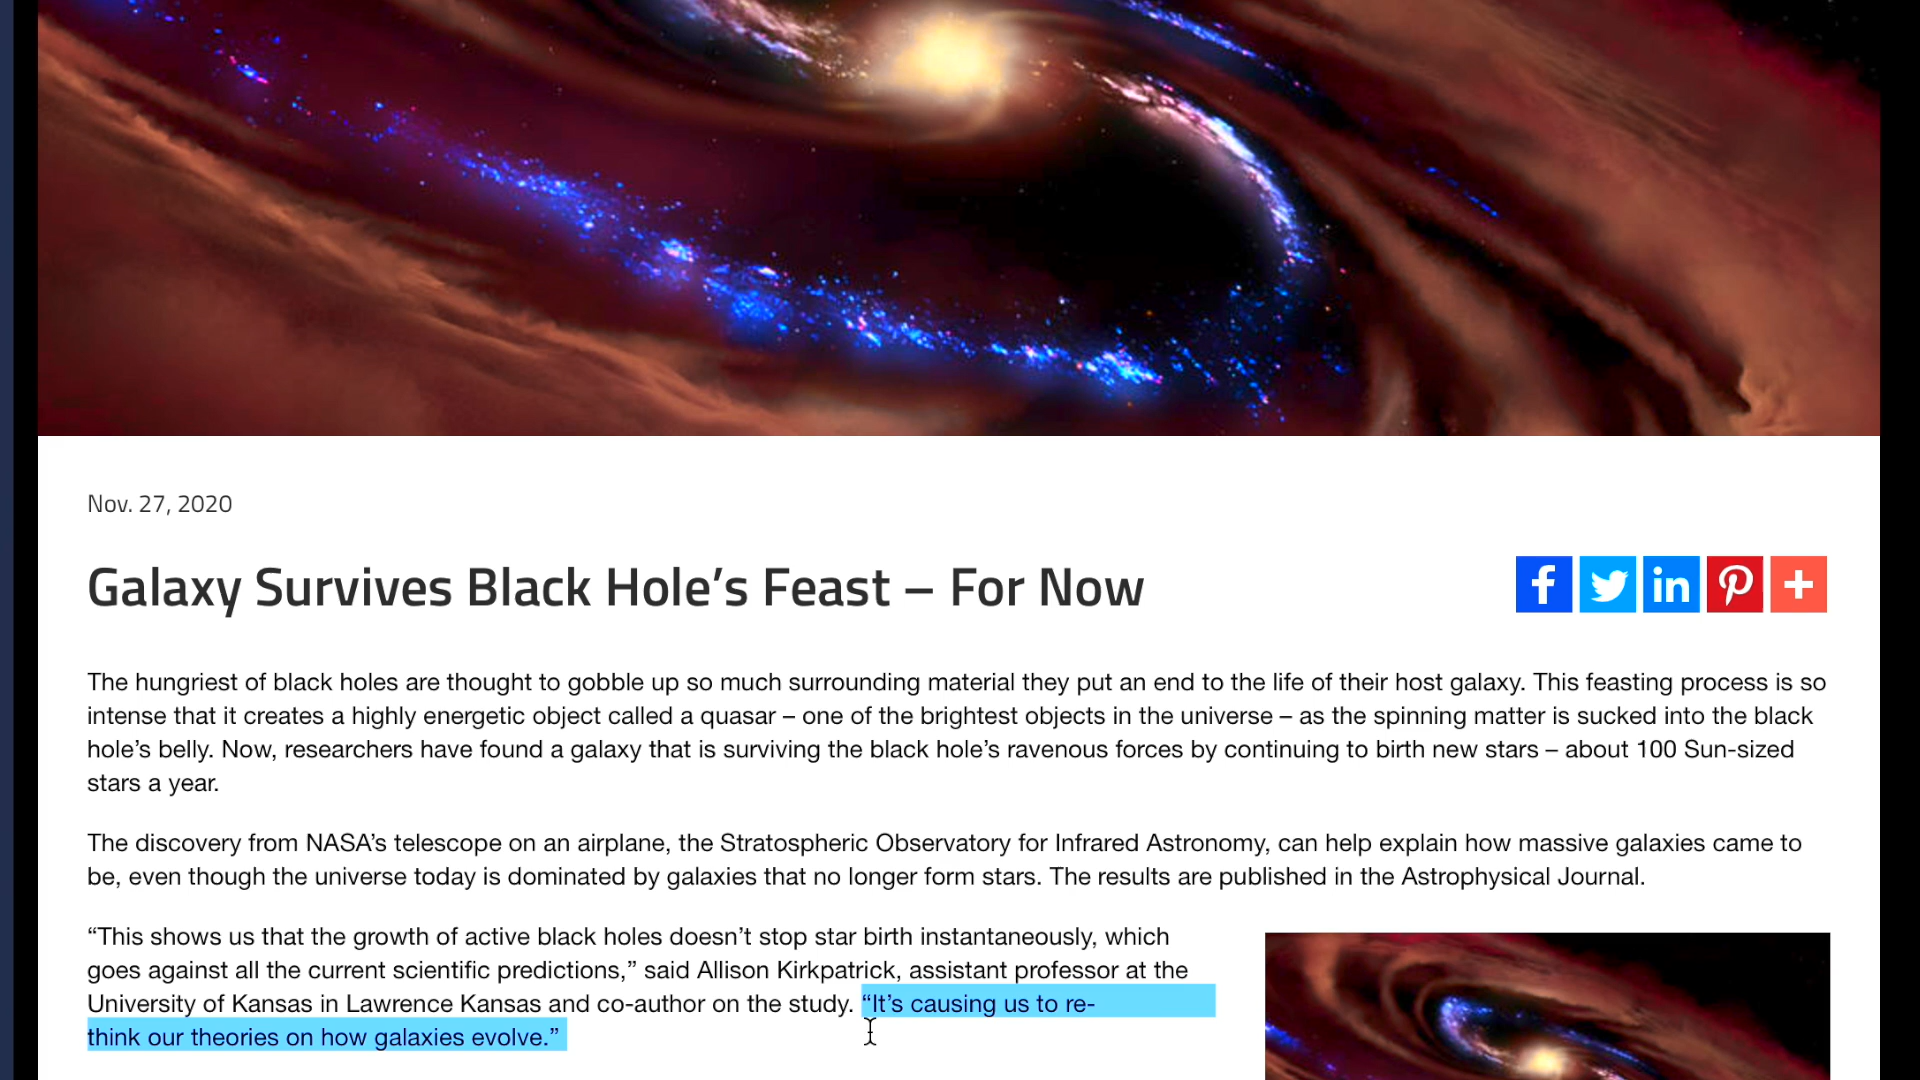 Nov. 27, 2020
Galaxy Survives Black Hole’s Feast – For Now
The hungriest of black holes are thought to gobble up so much surrounding material they put an end to the life of their host galaxy. This feasting process is so
intense that it creates a highly energetic object called a quasar – one of the brightest objects in the universe – as the spinning matter is sucked into the black
hole’s belly. Now, researchers have found a galaxy that is surviving the black hole’s ravenous forces by continuing to birth new stars – about 100 Sun-sized
stars a year.
The discovery from NASA’s telescope on an airplane, the Stratospheric Observatory for Infrared Astronomy, can help explain how massive galaxies came to
be, even though the universe today is dominated by galaxies that no longer form stars. The results are published in the Astrophysical Journal.
“This shows us that the growth of active black holes doesn’t stop star birth instantaneously, which
goes against all the current scientific predictions,” said Allison Kirkpatrick, assistant professor at the
University of Kansas in Lawrence Kansas and co-author on the study. “It’s causing us to re-
think our theories on how galaxies evolve.”